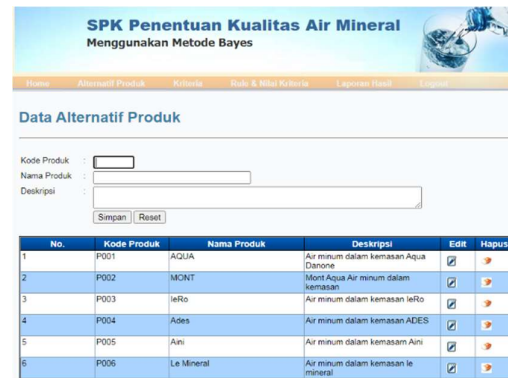 SPK Penentuan Kualitas Air Mineral
Menggunakan Metode Bayes
Home Alternatif Produk Kriteria Rule & Nilai Kriteria Laporan Hasil Logout
Data Alternatif Produk
Kode Produk :
Nama Produk :
Deskripsi :
Simpan Reset
No. Kode Produk Nama Produk Deskripsi Edit Hapus
1 P001 AQUA Air minum dalam kemasan Aqua
Danone
2 P002 MONT Mont Aqua Air minum dalam
kemasan
3 P003 leRo Air minum dalam kemasan leRo
4 P004 Ades Air minum dalam kemasan ADES
5 P005 Aini Air minum dalam kemasam Aini
6 P006 Le Mineral Air minum dalam kemasan le
mineral